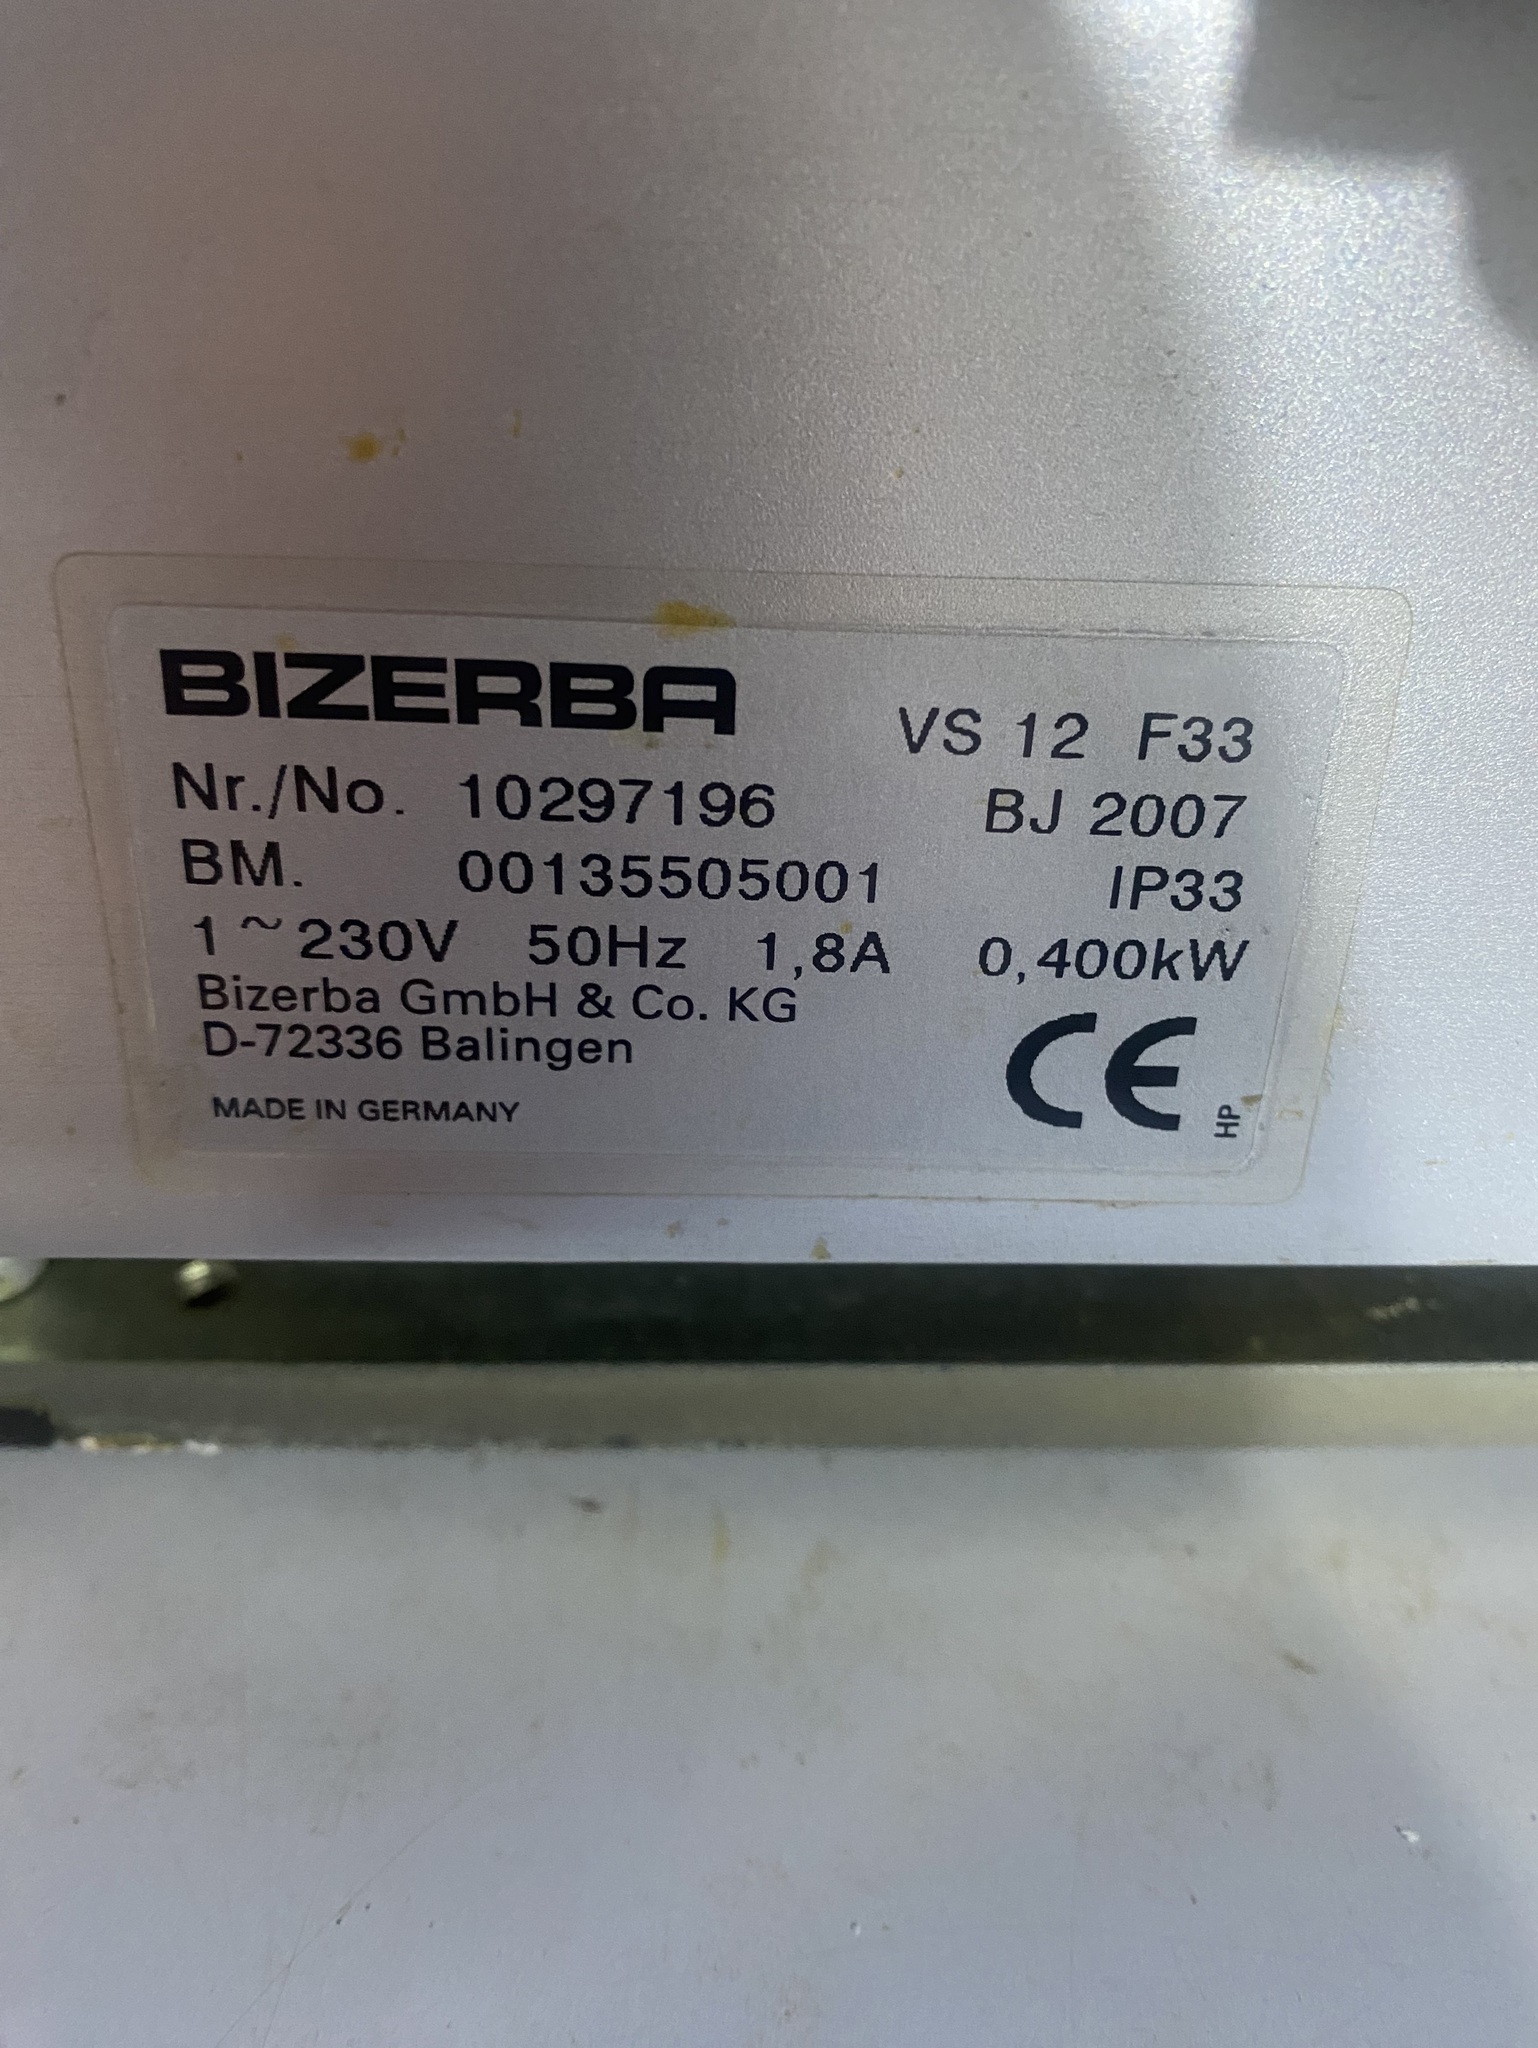 BIZERBA VS 12 F33
Nr./No. 10297196 BJ 2007
BM. 00135505001 IP33
1~230V 50Hz 1,8A 0,400kW
Bizerba GmbH & Co. KG
D-72336 Balingen
MADE IN GERMANY
CE HP